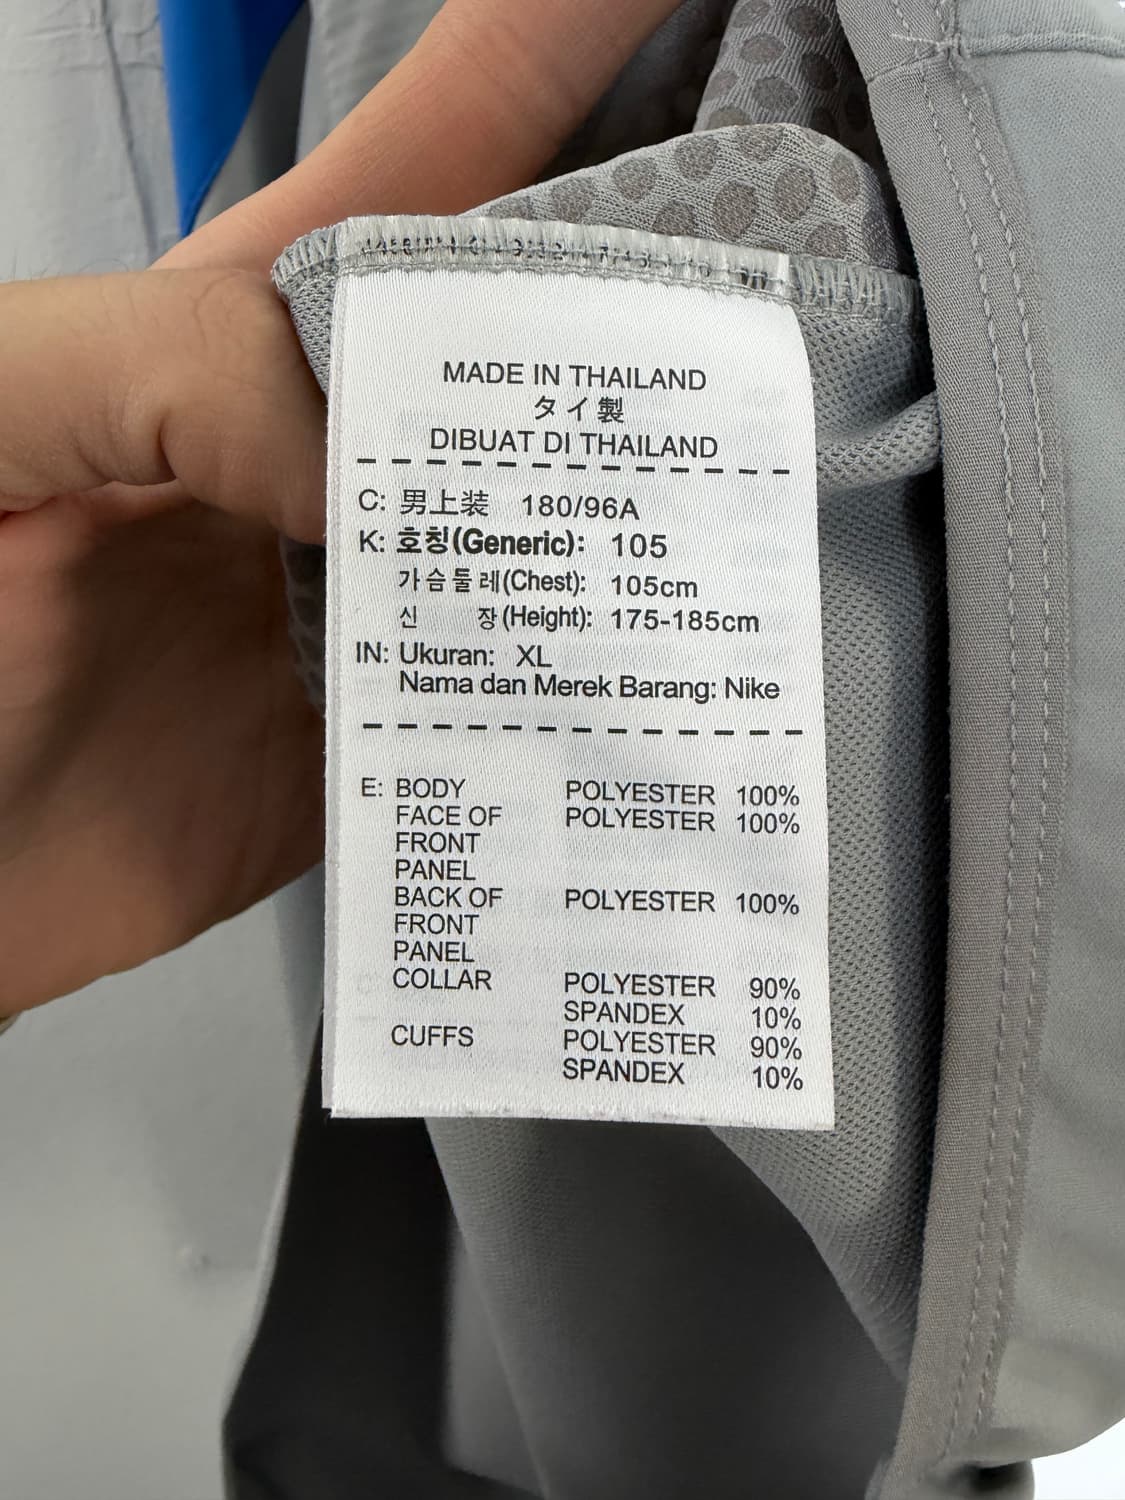 MADE IN THAILAND
タイ製
DIBUAT DI THAILAND
C: 男上装 180/96A
K: 호칭(Generic): 105
가슴둘레(Chest): 105cm
신 장(Height): 175-185cm
IN: Ukuran: XL
Nama dan Merek Barang: Nike
E: BODY POLYESTER 100%
FACE OF POLYESTER 100%
FRONT
PANEL
BACK OF POLYESTER 100%
FRONT
PANEL
COLLAR POLYESTER 90%
SPANDEX 10%
CUFFS POLYESTER 90%
SPANDEX 10%